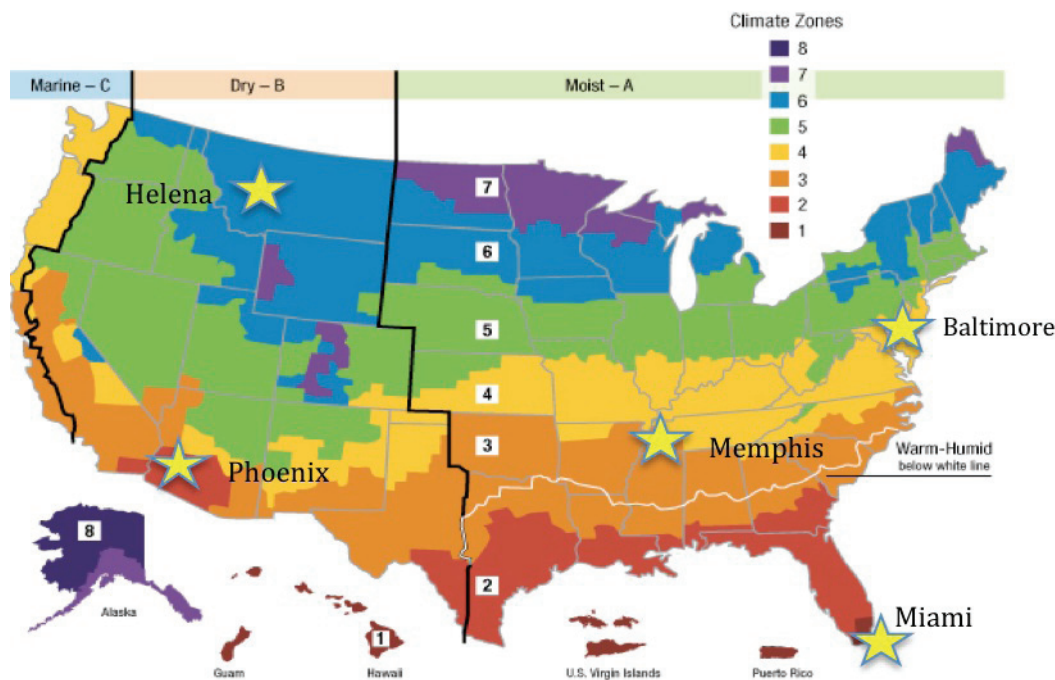 Climate Zones
8
7
6
5
4
3
2
1
Marine – C
Dry – B
Moist – A
Helena
7
6
Baltimore
5
4
3
Memphis
Warm-Humid
below white line
Phoenix
8
2
Alaska
Miami
1
Guam
Hawaii
U.S. Virgin Islands
Puerto Rico